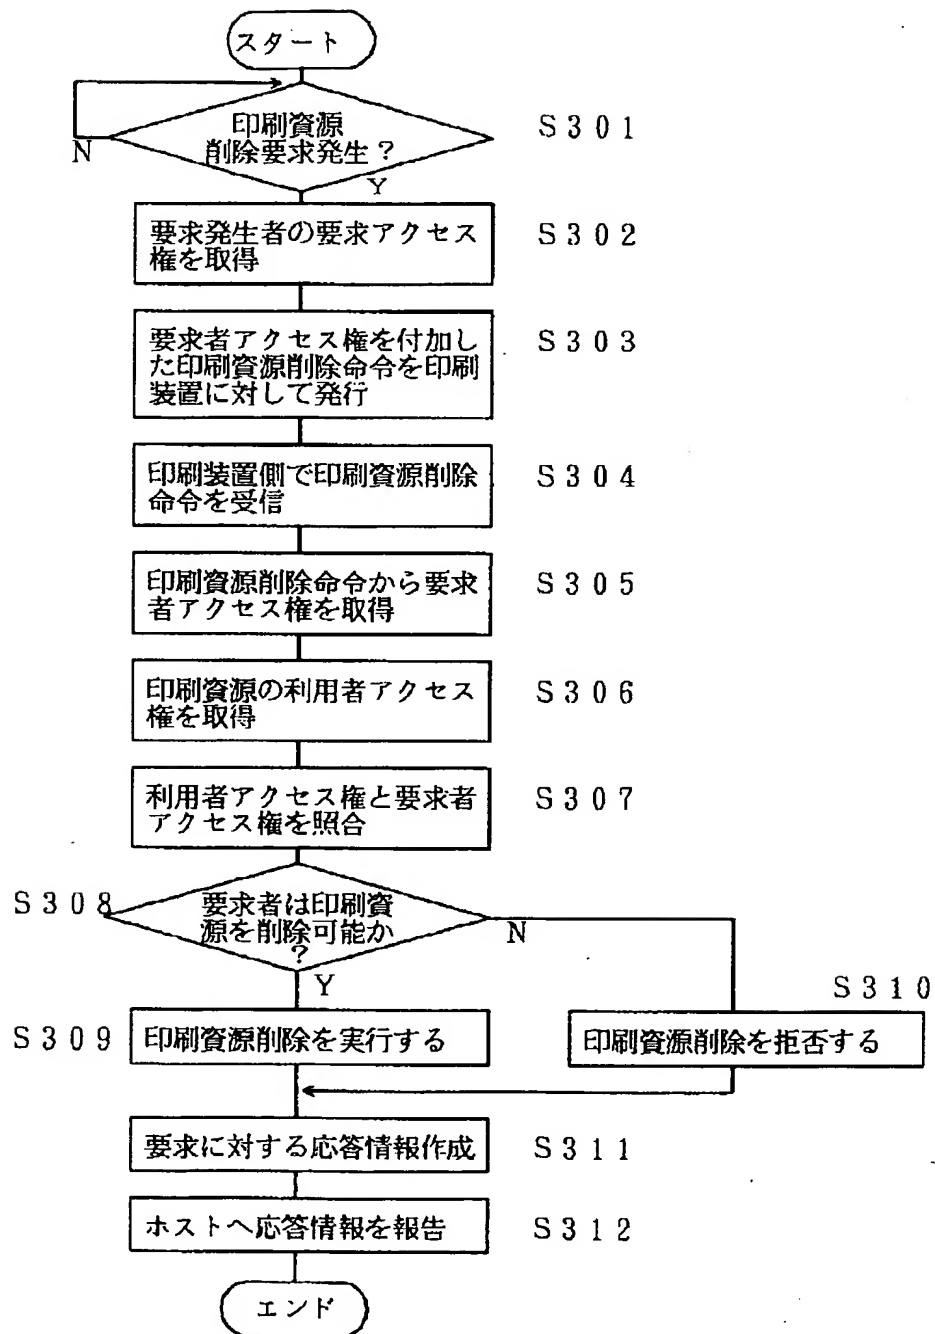 スタート
印刷資源
削除要求発生?
S301
N
Y
要求発生者の要求アクセス
権を取得
S302
要求者アクセス権を付加し
た印刷資源削除命令を印刷
装置に対して発行
S303
印刷装置側で印刷資源削除
命令を受信
S304
印刷資源削除命令から要求
者アクセス権を取得
S305
印刷資源の利用者アクセス
権を取得
S306
利用者アクセス権と要求者
アクセス権を照合
S307
S308
要求者は印刷資
源を削除可能か
?
N
Y
S310
S309
印刷資源削除を実行する
印刷資源削除を拒否する
要求に対する応答情報作成
S311
ホストへ応答情報を報告
S312
エンド